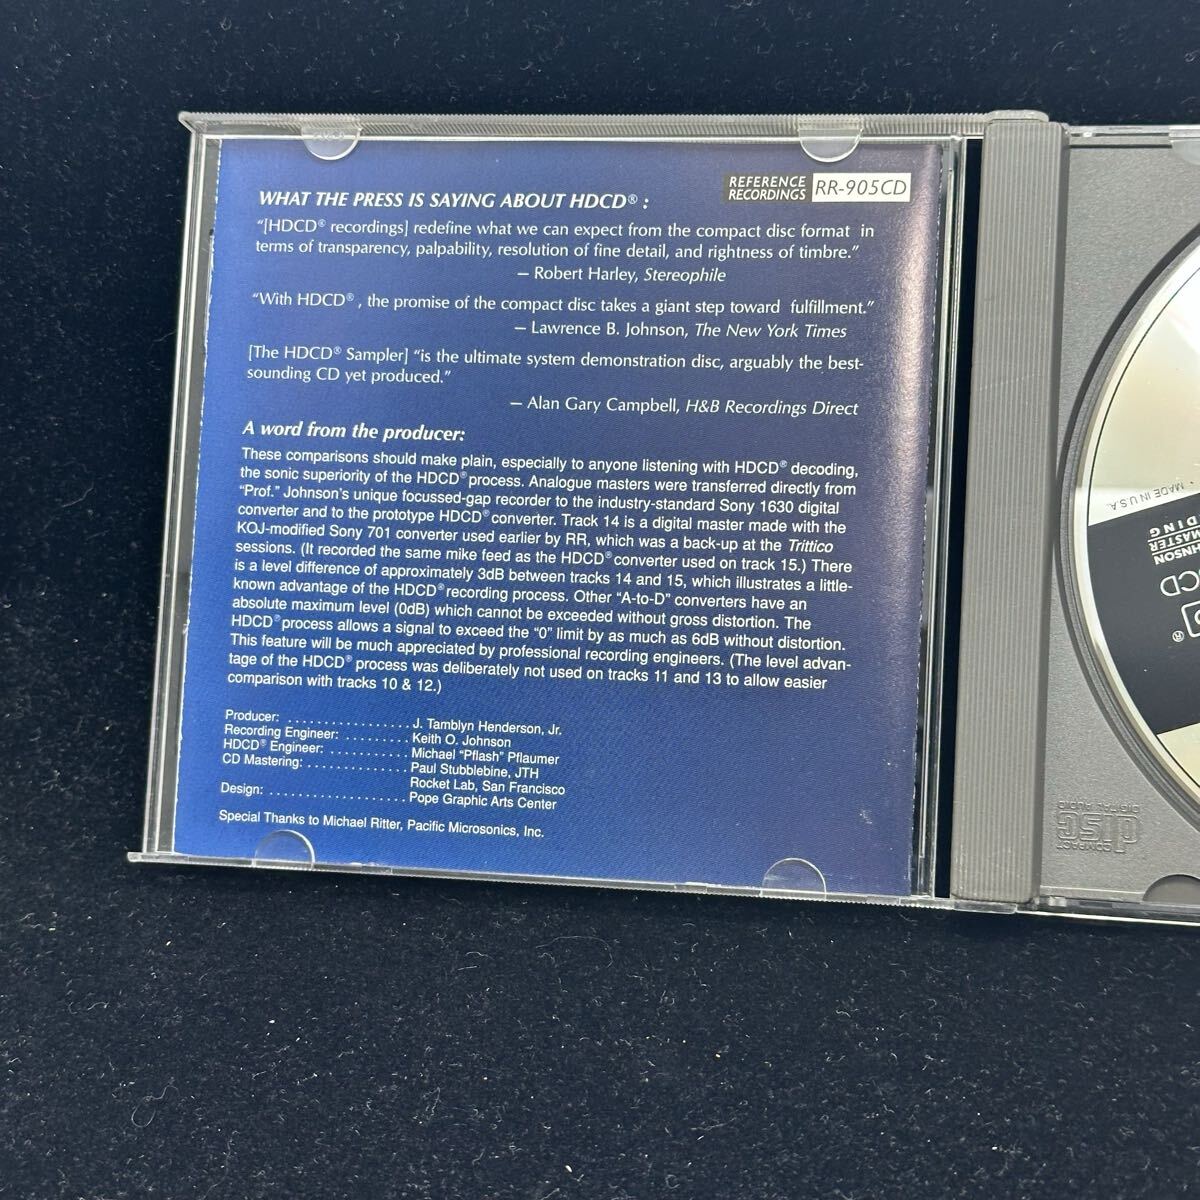 REFERENCE
RECORDINGS
RR-905CD
WHAT THE PRESS IS SAYING ABOUT HDCD® :
“[HDCD® recordings] redefine what we can expect from the compact disc format in
terms of transparency, palpability, resolution of fine detail, and rightness of timbre.”
– Robert Harley, Stereophile
“With HDCD® , the promise of the compact disc takes a giant step toward fulfillment.”
– Lawrence B. Johnson, The New York Times
[The HDCD® Sampler] “is the ultimate system demonstration disc, arguably the best-
sounding CD yet produced.”
– Alan Gary Campbell, H&B Recordings Direct
A word from the producer:
These comparisons should make plain, especially to anyone listening with HDCD® decoding,
the sonic superiority of the HDCD® process. Analogue masters were transferred directly from
“Prof.” Johnson's unique focussed-gap recorder to the industry-standard Sony 1630 digital
converter and to the prototype HDCD® converter. Track 14 is a digital master made with the
KOJ-modified Sony 701 converter used earlier by RR, which was a back-up at the Trittico
sessions. (It recorded the same mike feed as the HDCD® converter used on track 15.) There
is a level difference of approximately 3dB between tracks 14 and 15, which illustrates a little-
known advantage of the HDCD® recording process. Other “A-to-D” converters have an
absolute maximum level (0dB) which cannot be exceeded without gross distortion. The
HDCD® process allows a signal to exceed the “0” limit by as much as 6dB without distortion.
This feature will be much appreciated by professional recording engineers. (The level advan-
tage of the HDCD® process was deliberately not used on tracks 11 and 13 to allow easier
comparison with tracks 10 & 12.)
Producer: . . . . . . . . . . . . . . . . . J. Tamblyn Henderson, Jr.
Recording Engineer: . . . . . . . . . Keith O. Johnson
HDCD® Engineer: . . . . . . . . . . . Michael “Pflash” Pflaumer
CD Mastering: . . . . . . . . . . . . . . Paul Stubblebine, JTH
Rocket Lab, San Francisco
Design: . . . . . . . . . . . . . . . . . . . Pope Graphic Arts Center
Special Thanks to Michael Ritter, Pacific Microsonics, Inc.
MADE IN U.S.A.
MASTER
DING
CD
®
COMPACT
disc
DIGITAL AUDIO